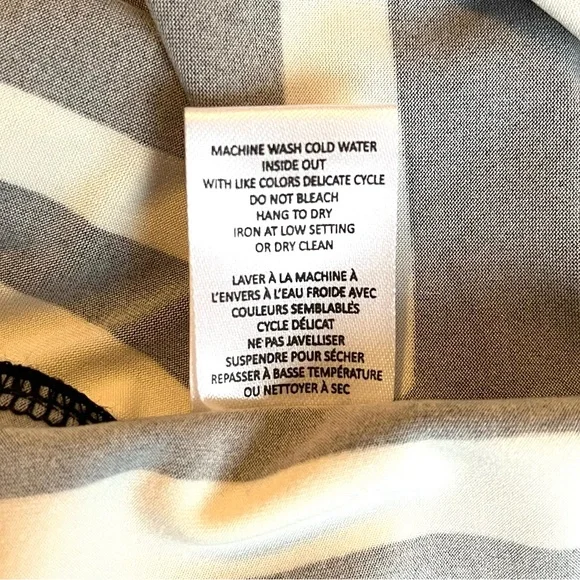 MACHINE WASH COLD WATER
INSIDE OUT
WITH LIKE COLORS DELICATE CYCLE
DO NOT BLEACH
HANG TO DRY
IRON AT LOW SETTING
OR DRY CLEAN
LAVER À LA MACHINE À
L'ENVERS À L'EAU FROIDE AVEC
COULEURS SEMBLABLES
CYCLE DÉLICAT
NE PAS JAVELLISER
SUSPENDRE POUR SÉCHER
REPASSER À BASSE TEMPÉRATURE
OU NETTOYER À SEC